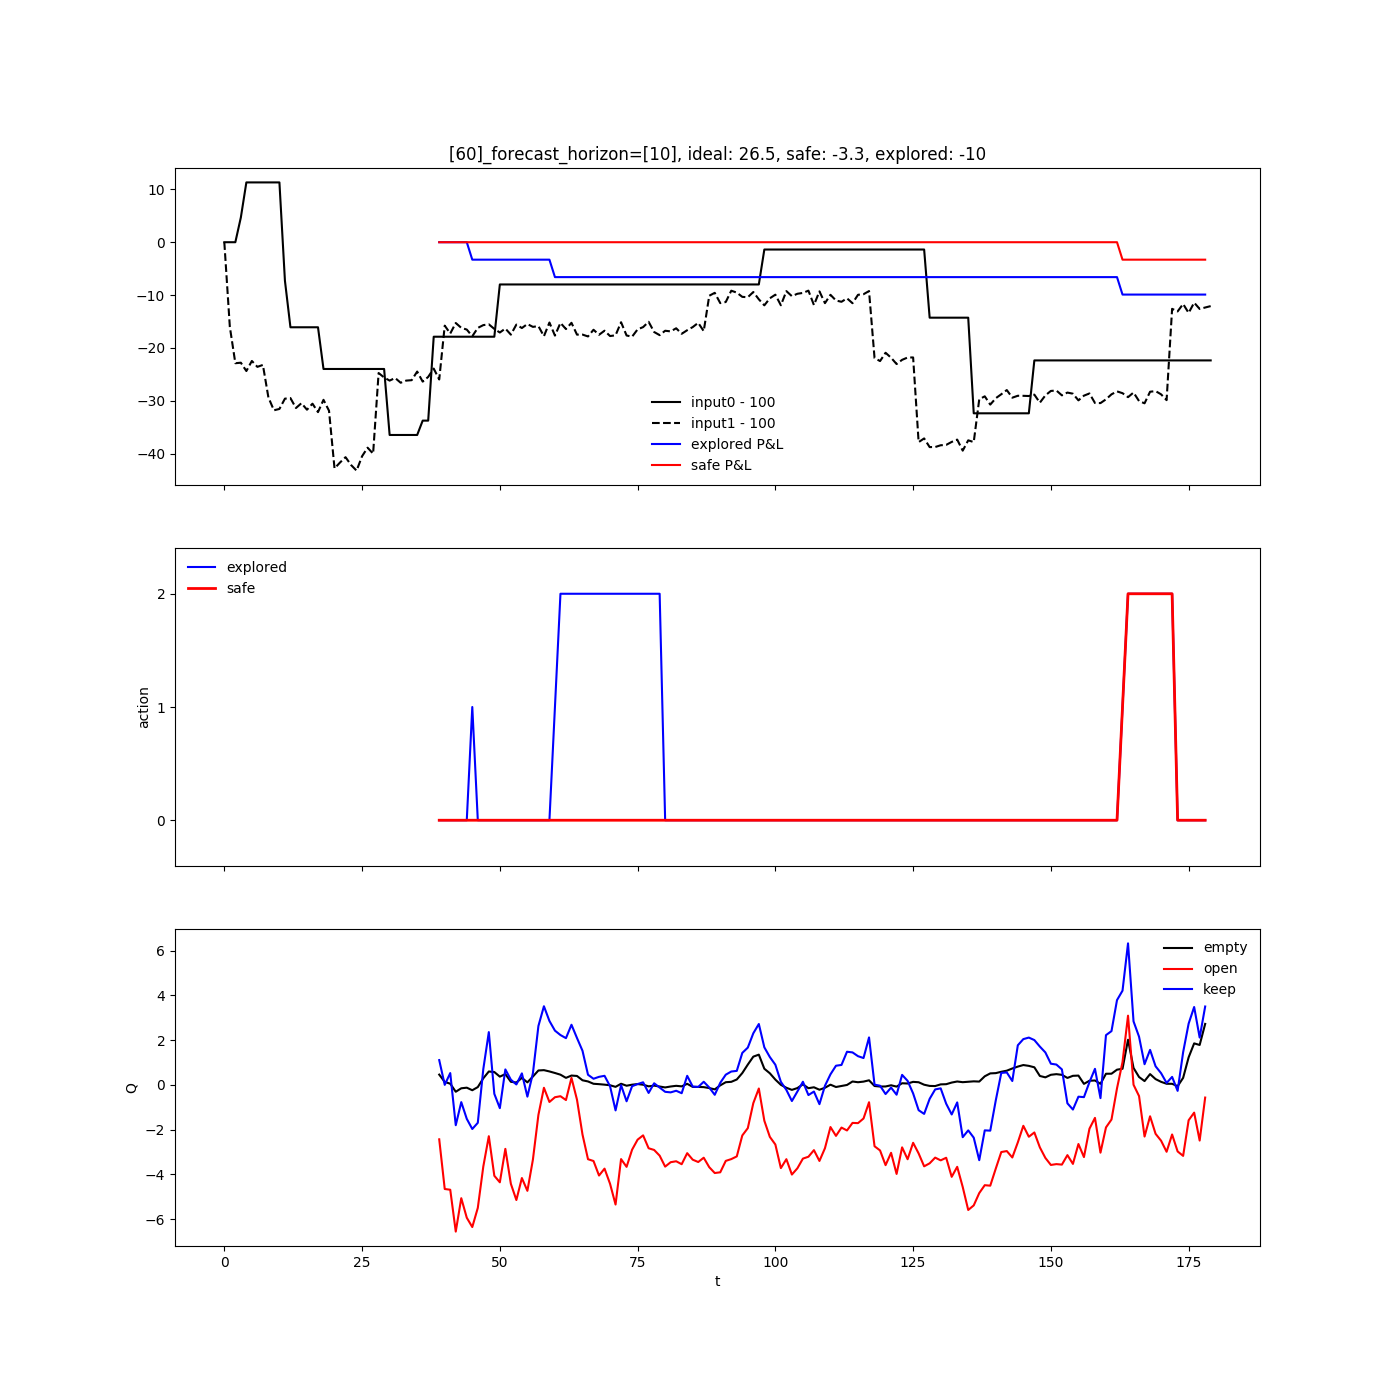 [60]_forecast_horizon=[10], ideal: 26.5, safe: -3.3, explored: -10
10
0
−10
−20
−30
−40
input0 - 100
input1 - 100
explored P&L
safe P&L
explored
safe
2
1
0
action
empty
open
keep
6
4
2
0
−2
−4
−6
Q
0 25 50 75 100 125 150 175
t